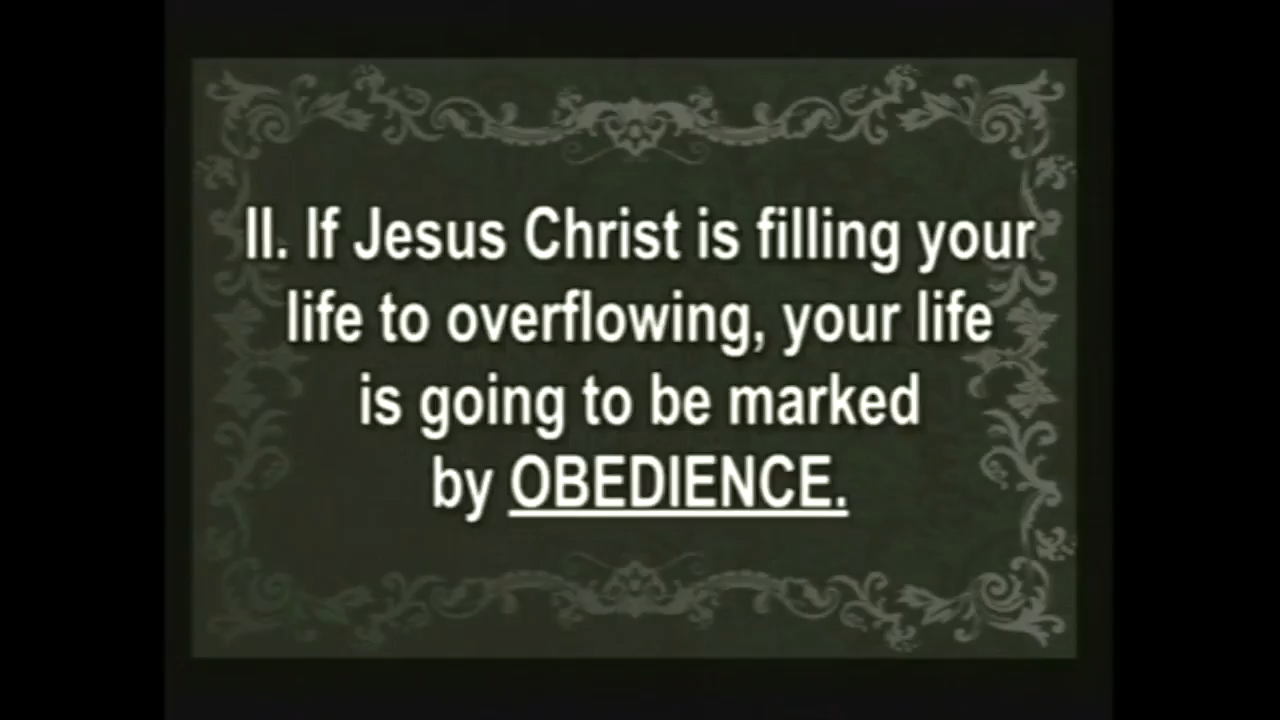 II. If Jesus Christ is filling your
life to overflowing, your life
is going to be marked
by OBEDIENCE.